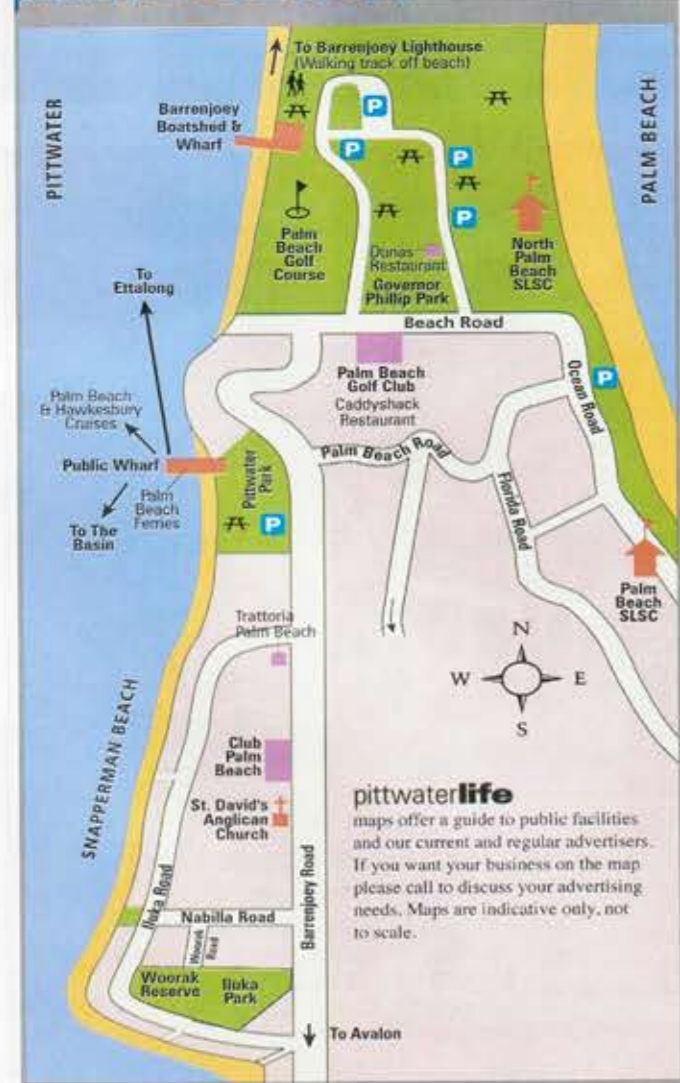 To Barrenjoey Lighthouse
(Walking track off beach)
PITTWATER
PALM BEACH
Barrenjoey
Boatshed &
Wharf
P
P
P
P
Palm
Beach
Golf
Course
North
Palm
Beach
SLSC
Dunas
Restaurant
Governor
Phillip Park
To
Ettalong
Beach Road
Palm Beach
Golf Club
Caddyshack
Restaurant
Ocean Road
P
Palm Beach
& Hawkesbury
Cruises
Public Wharf
Palm
Beach
Ferries
To The
Basin
Pittwater
Park
P
Palm Beach Road
Florida Road
Palm
Beach
SLSC
Trattoria
Palm Beach
N
W
E
S
SNAPPERMAN BEACH
Club
Palm
Beach
St. David's
Anglican
Church
Barrenjoey Road
Iluka Road
Nabilla Road
Woorak
Road
Woorak
Reserve
Iluka
Park
To Avalon
pittwaterlife
maps offer a guide to public facilities
and our current and regular advertisers.
If you want your business on the map
please call to discuss your advertising
needs. Maps are indicative only, not
to scale.